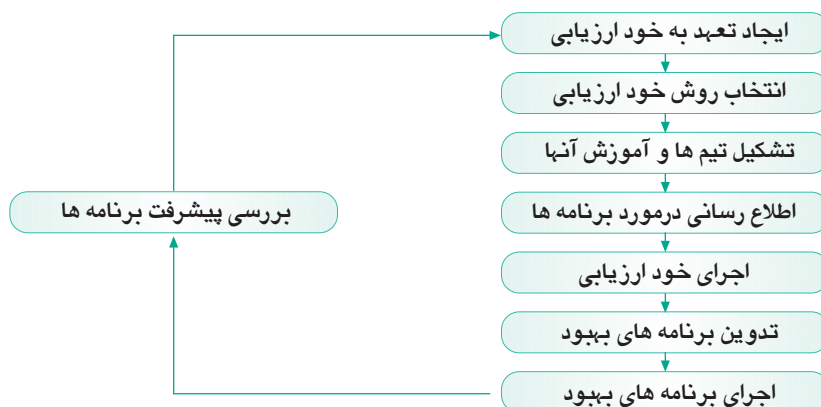 ایجاد تعهد به خود ارزیابی
انتخاب روش خود ارزیابی
تشکیل تیم ها و آموزش آنها
اطلاع رسانی درمورد برنامه ها
اجرای خود ارزیابی
تدوین برنامه های بهبود
اجرای برنامه های بهبود
بررسی پیشرفت برنامه ها